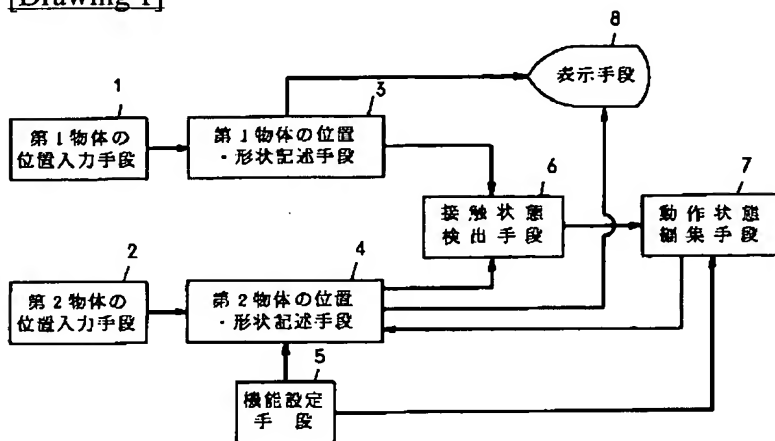 [Drawing 1]
8
表示手段
1
第1物体の
位置入力手段
3
第1物体の位置
・形状記述手段
6
接触状態
検出手段
7
動作状態
編集手段
2
第2物体の
位置入力手段
4
第2物体の位置
・形状記述手段
5
機能設定
手段